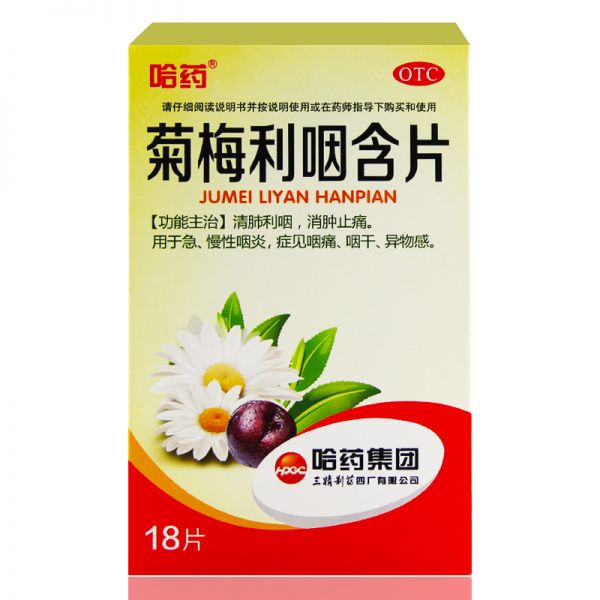 哈药®
OTC
请仔细阅读说明书并按说明使用或在药师指导下购买和使用
菊梅利咽含片
JUMEI LIYAN HANPIAN
【功能主治】清肺利咽，消肿止痛。
用于急、慢性咽炎，症见咽痛、咽干、异物感。
HPGC
哈药集团
三精制药四厂有限公司
18片